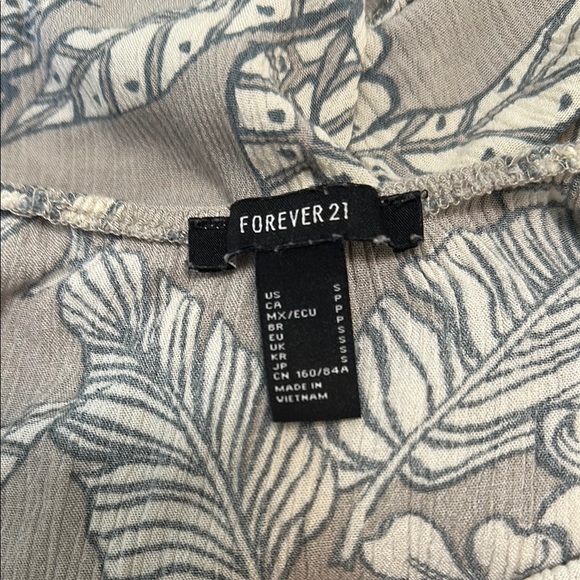 FOREVER 21
US S
CA P
MX/ECU P
BR P
EU S
UK S
KR S
JP S
CN 160/84A
MADE IN
VIETNAM